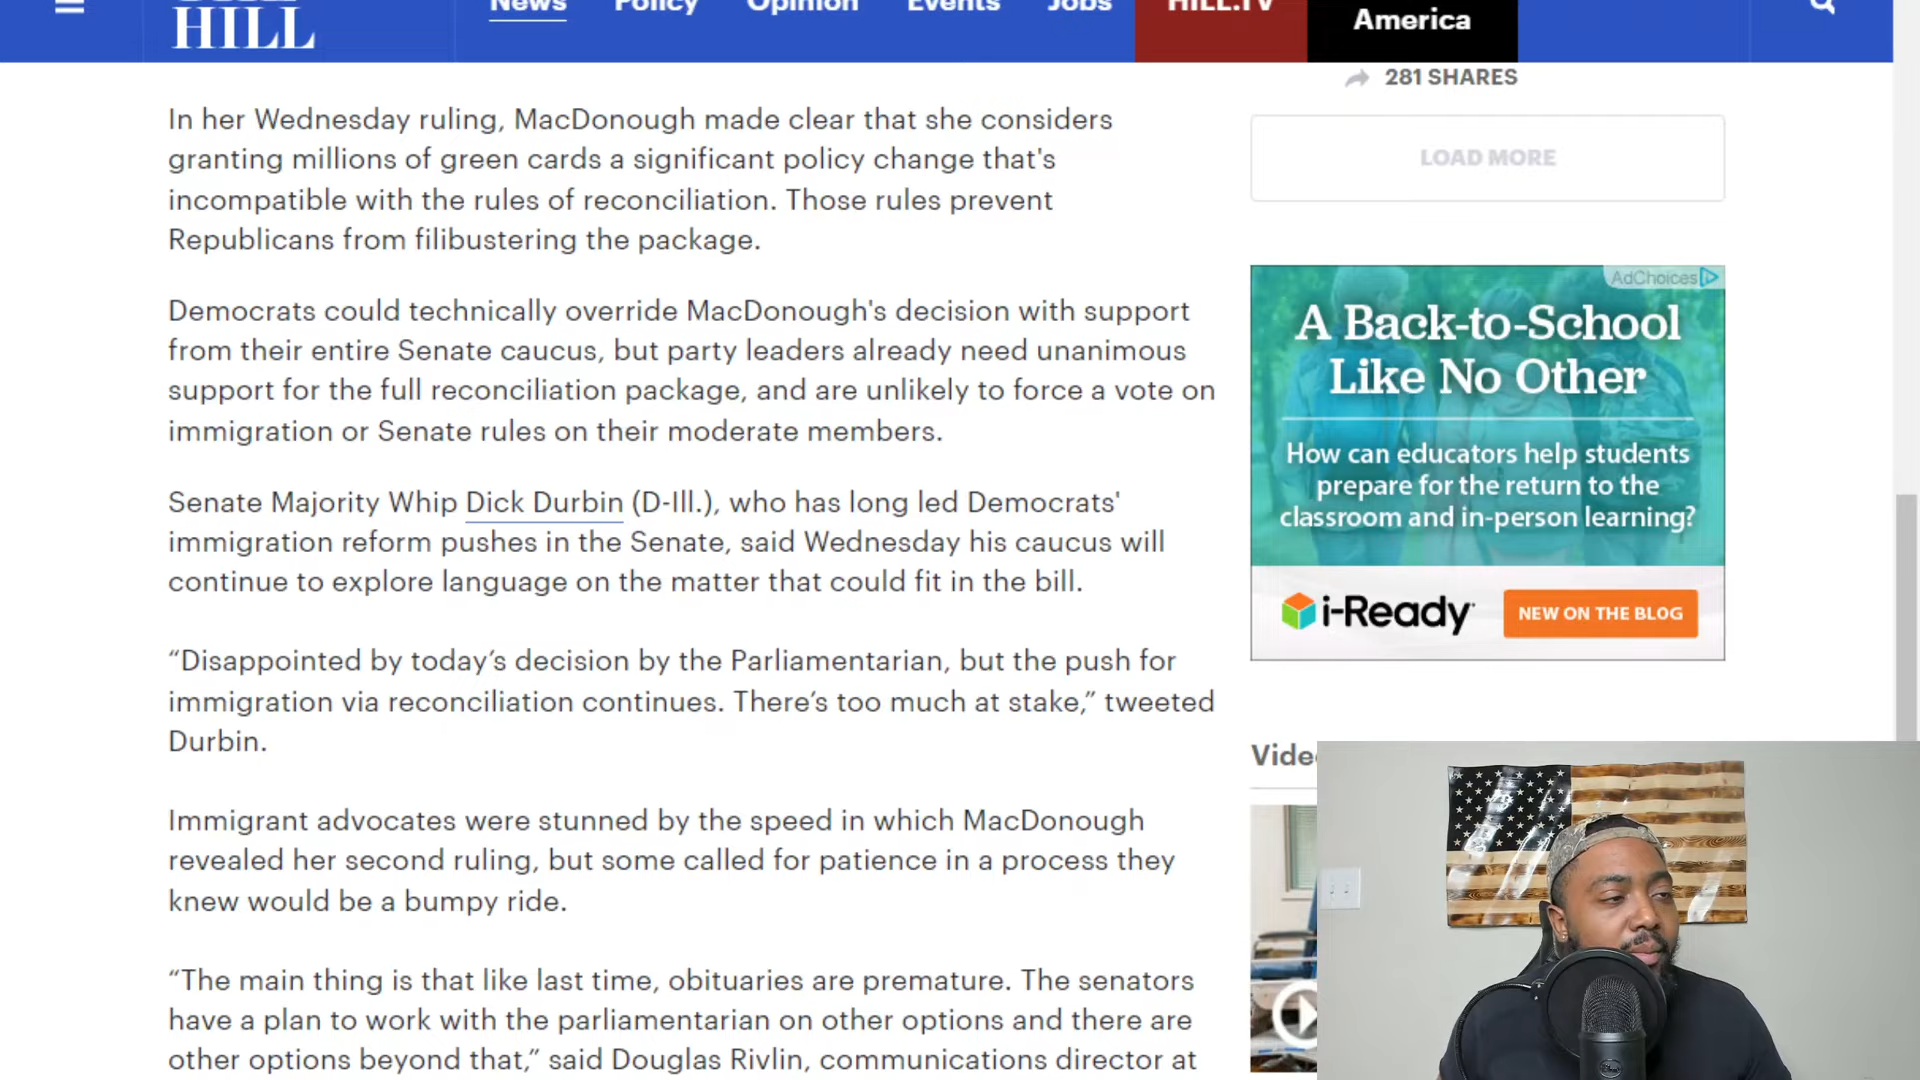 HILL
News Policy Opinion Events Jobs HILL.TV America
281 SHARES
LOAD MORE
In her Wednesday ruling, MacDonough made clear that she considers
granting millions of green cards a significant policy change that's
incompatible with the rules of reconciliation. Those rules prevent
Republicans from filibustering the package.
Democrats could technically override MacDonough's decision with support
from their entire Senate caucus, but party leaders already need unanimous
support for the full reconciliation package, and are unlikely to force a vote on
immigration or Senate rules on their moderate members.
Senate Majority Whip Dick Durbin (D-Ill.), who has long led Democrats'
immigration reform pushes in the Senate, said Wednesday his caucus will
continue to explore language on the matter that could fit in the bill.
“Disappointed by today’s decision by the Parliamentarian, but the push for
immigration via reconciliation continues. There’s too much at stake,” tweeted
Durbin.
Immigrant advocates were stunned by the speed in which MacDonough
revealed her second ruling, but some called for patience in a process they
knew would be a bumpy ride.
“The main thing is that like last time, obituaries are premature. The senators
have a plan to work with the parliamentarian on other options and there are
other options beyond that,” said Douglas Rivlin, communications director at
AdChoices
A Back-to-School
Like No Other
How can educators help students
prepare for the return to the
classroom and in-person learning?
i-Ready
NEW ON THE BLOG
Vide